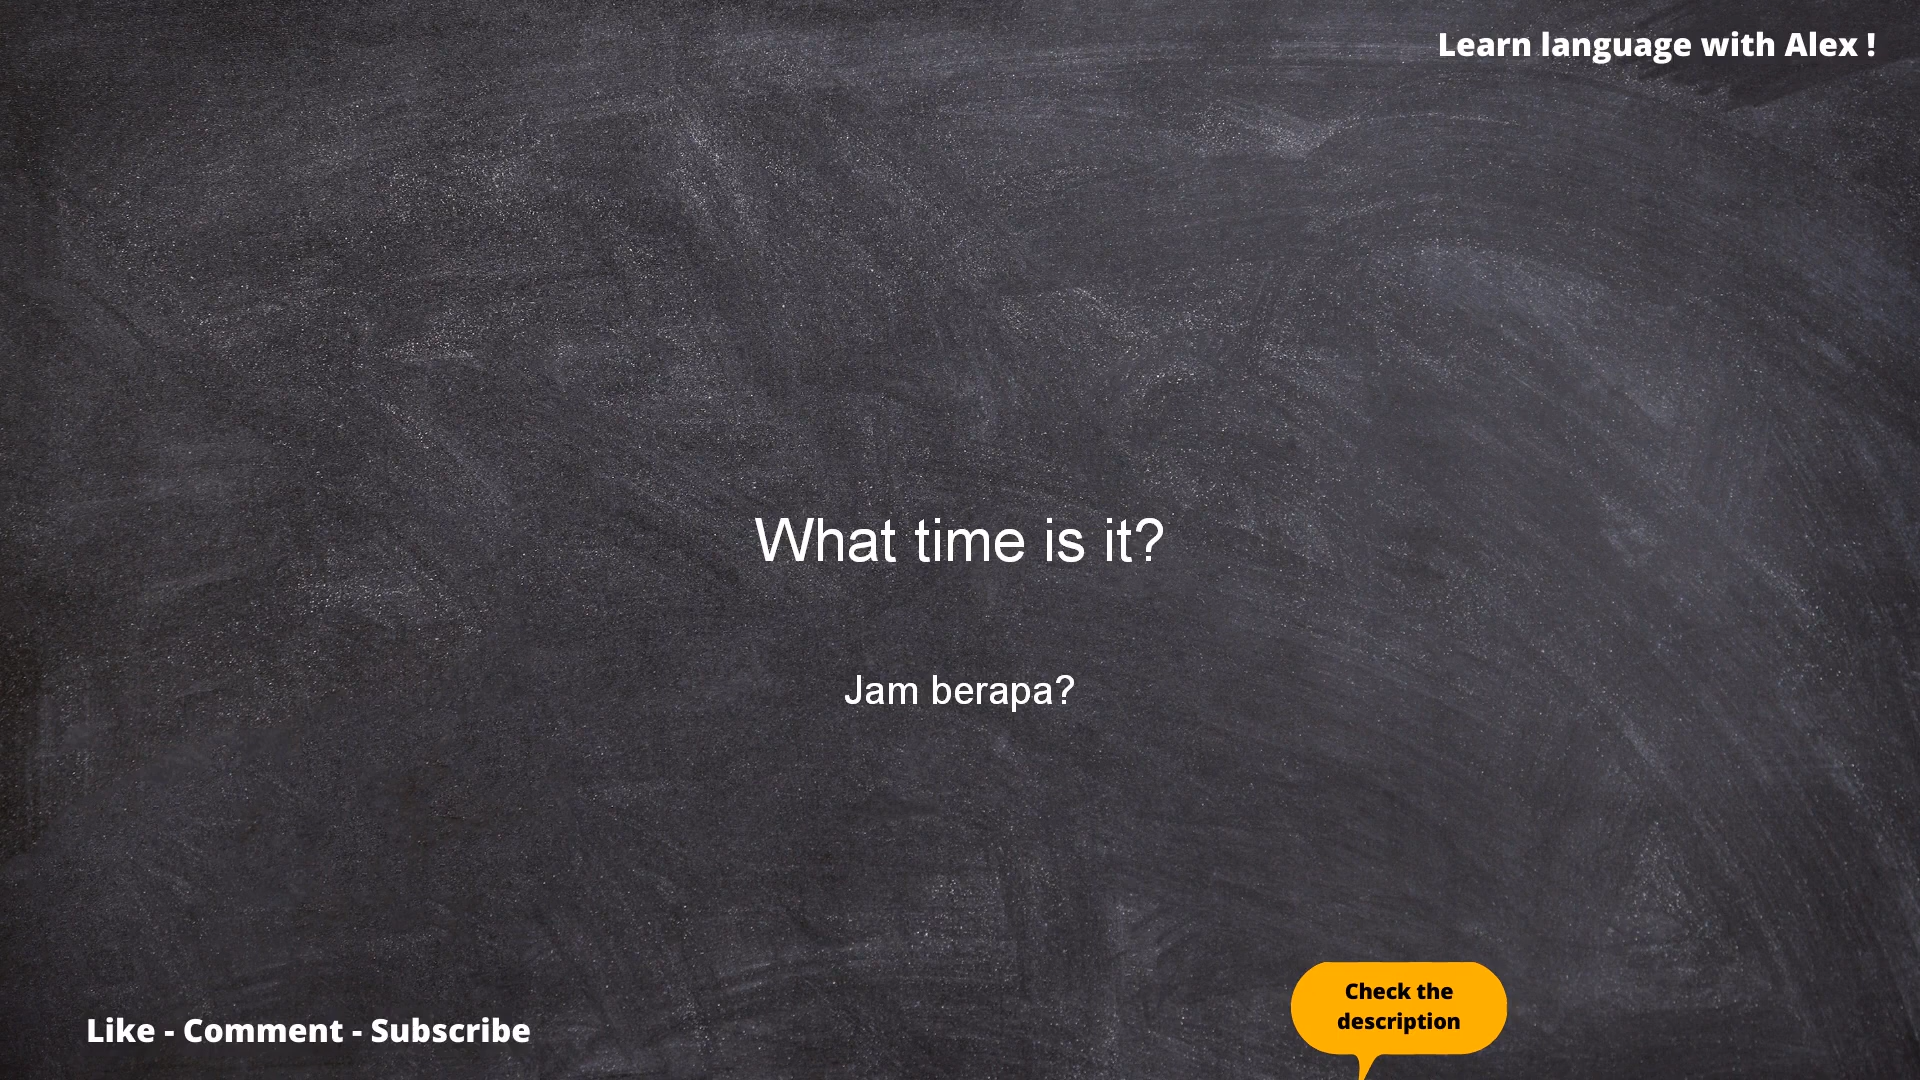 Learn language with Alex !
What time is it?
Jam berapa?
Check the
description
Like - Comment - Subscribe